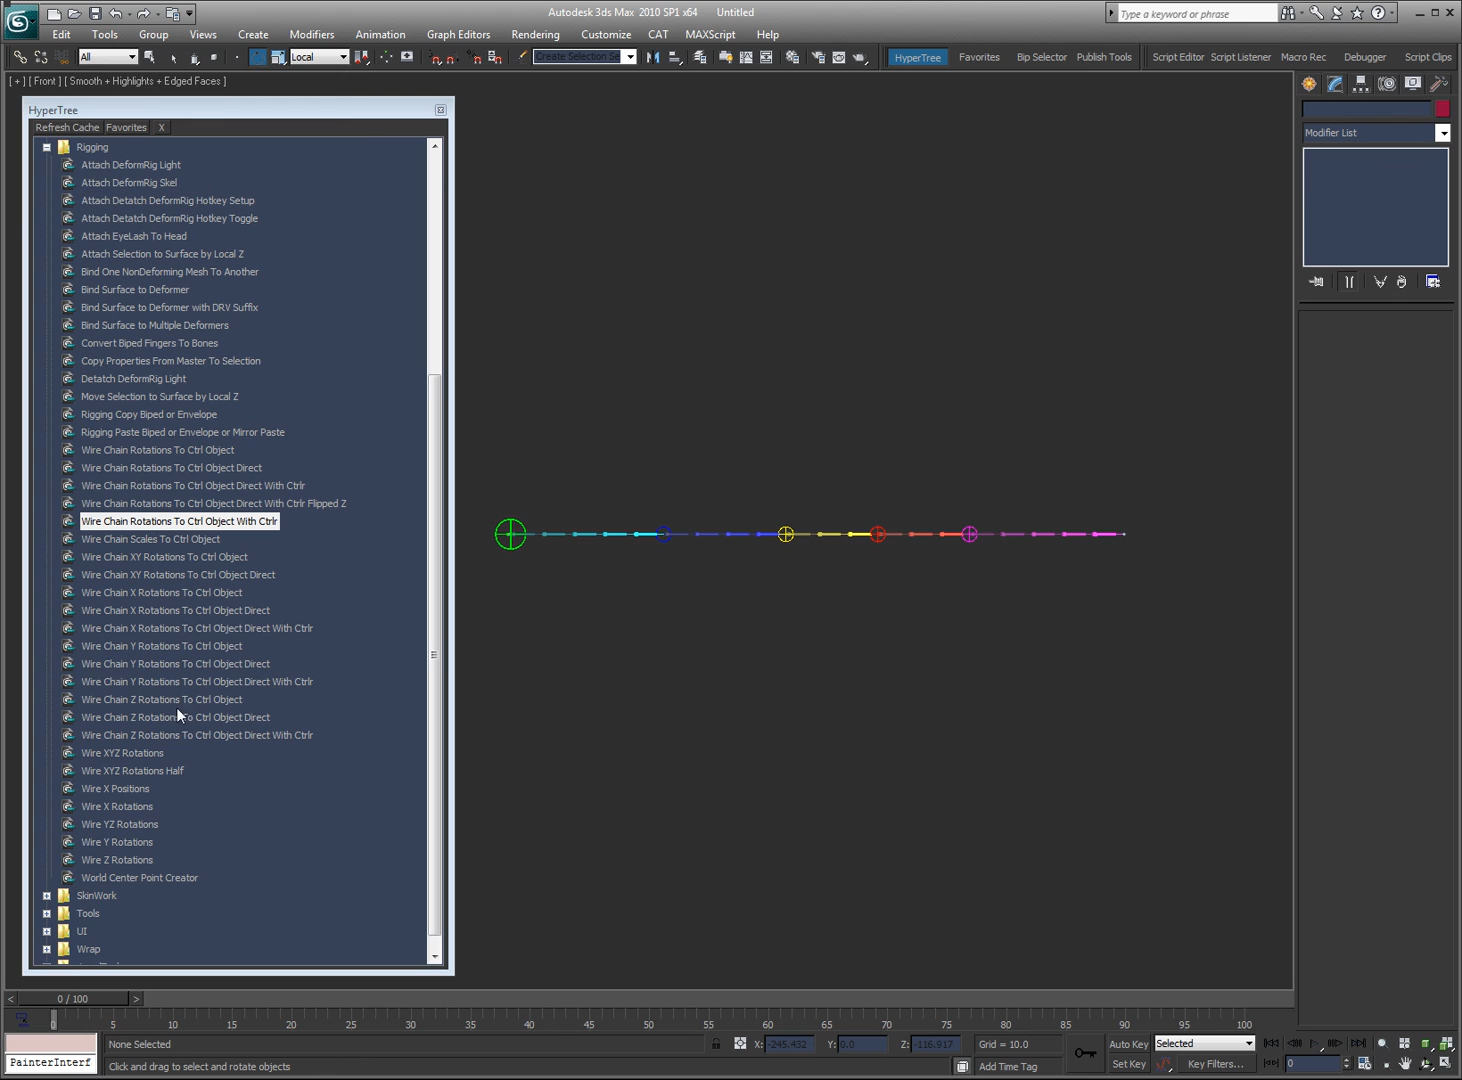 Autodesk 3ds Max 2010 SP1 x64 Untitled
Type a keyword or phrase
Edit Tools Group Views Create Modifiers Animation Graph Editors Rendering Customize CAT MAXScript Help
All Local Create Selection Se HyperTree Favorites Bip Selector Publish Tools Script Editor Script Listener Macro Rec Debugger Script Clips
[ + ] [ Front ] [ Smooth + Highlights + Edged Faces ]
HyperTree
Refresh Cache Favorites X
Modifier List
Rigging
Attach DeformRig Light
Attach DeformRig Skel
Attach Detatch DeformRig Hotkey Setup
Attach Detatch DeformRig Hotkey Toggle
Attach EyeLash To Head
Attach Selection to Surface by Local Z
Bind One NonDeforming Mesh To Another
Bind Surface to Deformer
Bind Surface to Deformer with DRV Suffix
Bind Surface to Multiple Deformers
Convert Biped Fingers To Bones
Copy Properties From Master To Selection
Detatch DeformRig Light
Move Selection to Surface by Local Z
Rigging Copy Biped or Envelope
Rigging Paste Biped or Envelope or Mirror Paste
Wire Chain Rotations To Ctrl Object
Wire Chain Rotations To Ctrl Object Direct
Wire Chain Rotations To Ctrl Object Direct With Ctrlr
Wire Chain Rotations To Ctrl Object Direct With Ctrlr Flipped Z
Wire Chain Rotations To Ctrl Object With Ctrlr
Wire Chain Scales To Ctrl Object
Wire Chain XY Rotations To Ctrl Object
Wire Chain XY Rotations To Ctrl Object Direct
Wire Chain X Rotations To Ctrl Object
Wire Chain X Rotations To Ctrl Object Direct
Wire Chain X Rotations To Ctrl Object Direct With Ctrlr
Wire Chain Y Rotations To Ctrl Object
Wire Chain Y Rotations To Ctrl Object Direct
Wire Chain Y Rotations To Ctrl Object Direct With Ctrlr
Wire Chain Z Rotations To Ctrl Object
Wire Chain Z Rotations To Ctrl Object Direct
Wire Chain Z Rotations To Ctrl Object Direct With Ctrlr
Wire XYZ Rotations
Wire XYZ Rotations Half
Wire X Positions
Wire X Rotations
Wire YZ Rotations
Wire Y Rotations
Wire Z Rotations
World Center Point Creator
SkinWork
Tools
UI
Wrap
< 0 / 100 >
0 5 10 15 20 25 30 35 40 45 50 55 60 65 70 75 80 85 90 95 100
None Selected X: -245.432 Y: 0.0 Z: -116.917 Grid = 10.0 Auto Key Selected
PainterInterf Click and drag to select and rotate objects Add Time Tag Set Key Key Filters... 0